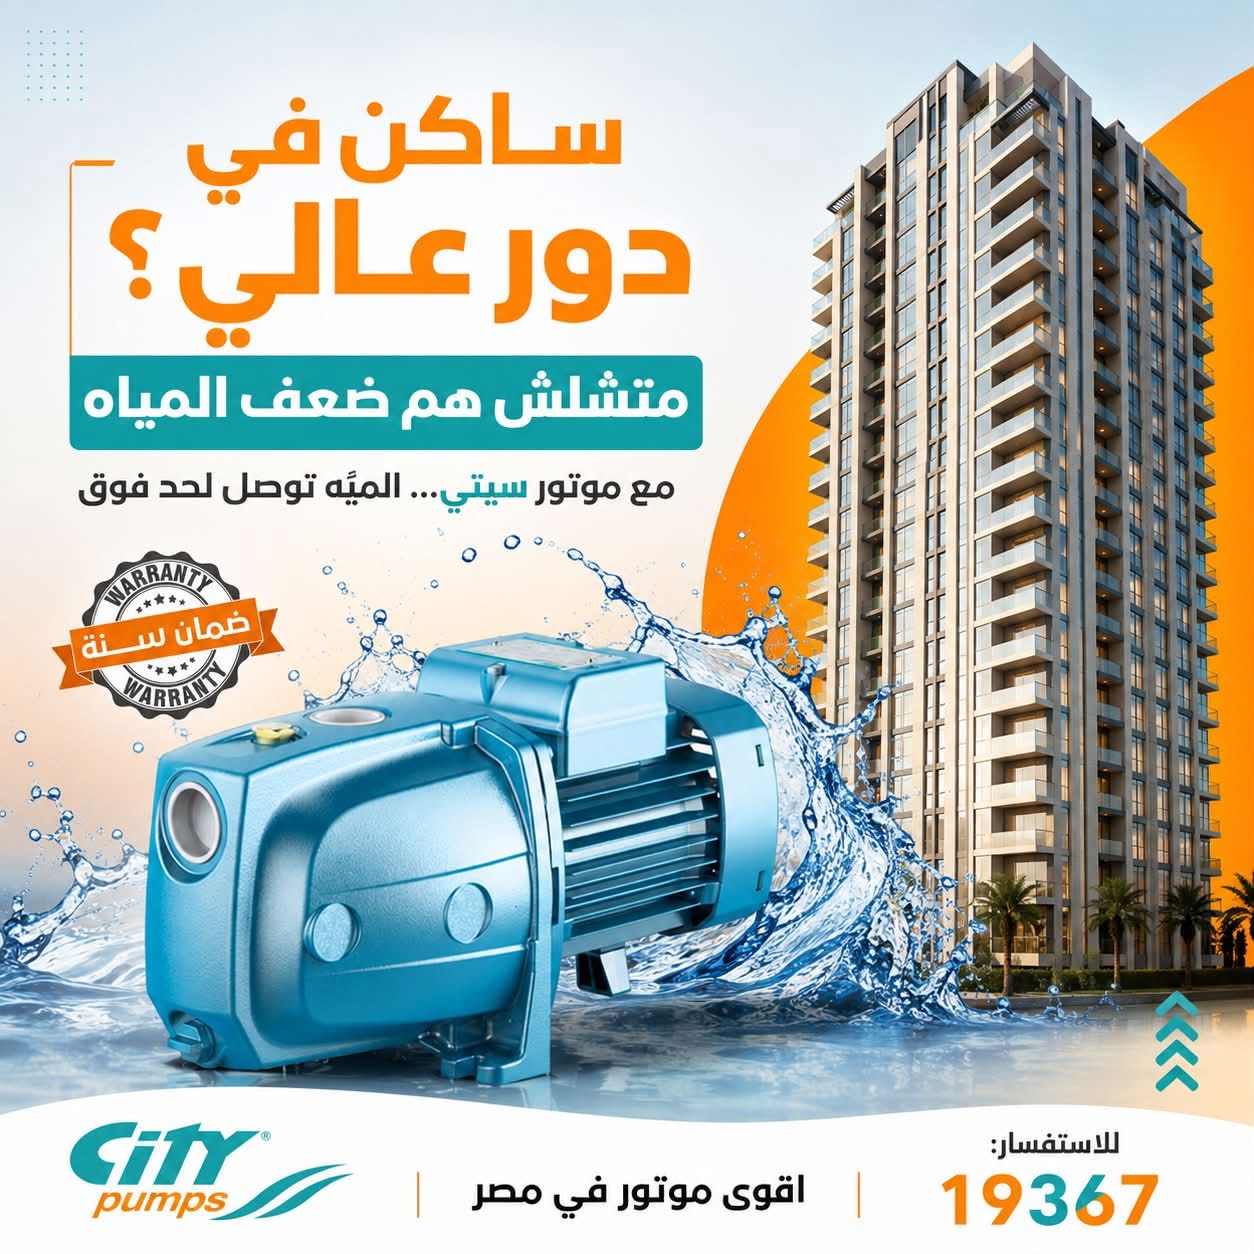 ساكن في
دور عالي؟
متشلش هم ضعف المياه
مع موتور سيتي... الميَّه توصل لحد فوق
WARRANTY
ضمان سنة
WARRANTY
CITY®
pumps
اقوى موتور في مصر
للاستفسار:
19367